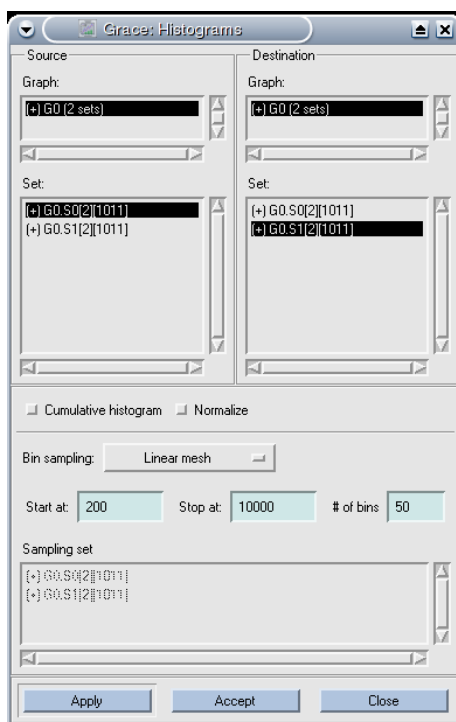 Grace: Histograms
Source
Destination
Graph:
Graph:
(+) G0 (2 sets)
(+) G0 (2 sets)
Set:
Set:
(+) G0.S0[2][1011]
(+) G0.S1[2][1011]
(+) G0.S0[2][1011]
(+) G0.S1[2][1011]
Cumulative histogram
Normalize
Bin sampling: Linear mesh
Start at: 200 Stop at: 10000 # of bins 50
Sampling set
(+) G0.S0[2][1011]
(+) G0.S1[2][1011]
Apply
Accept
Close